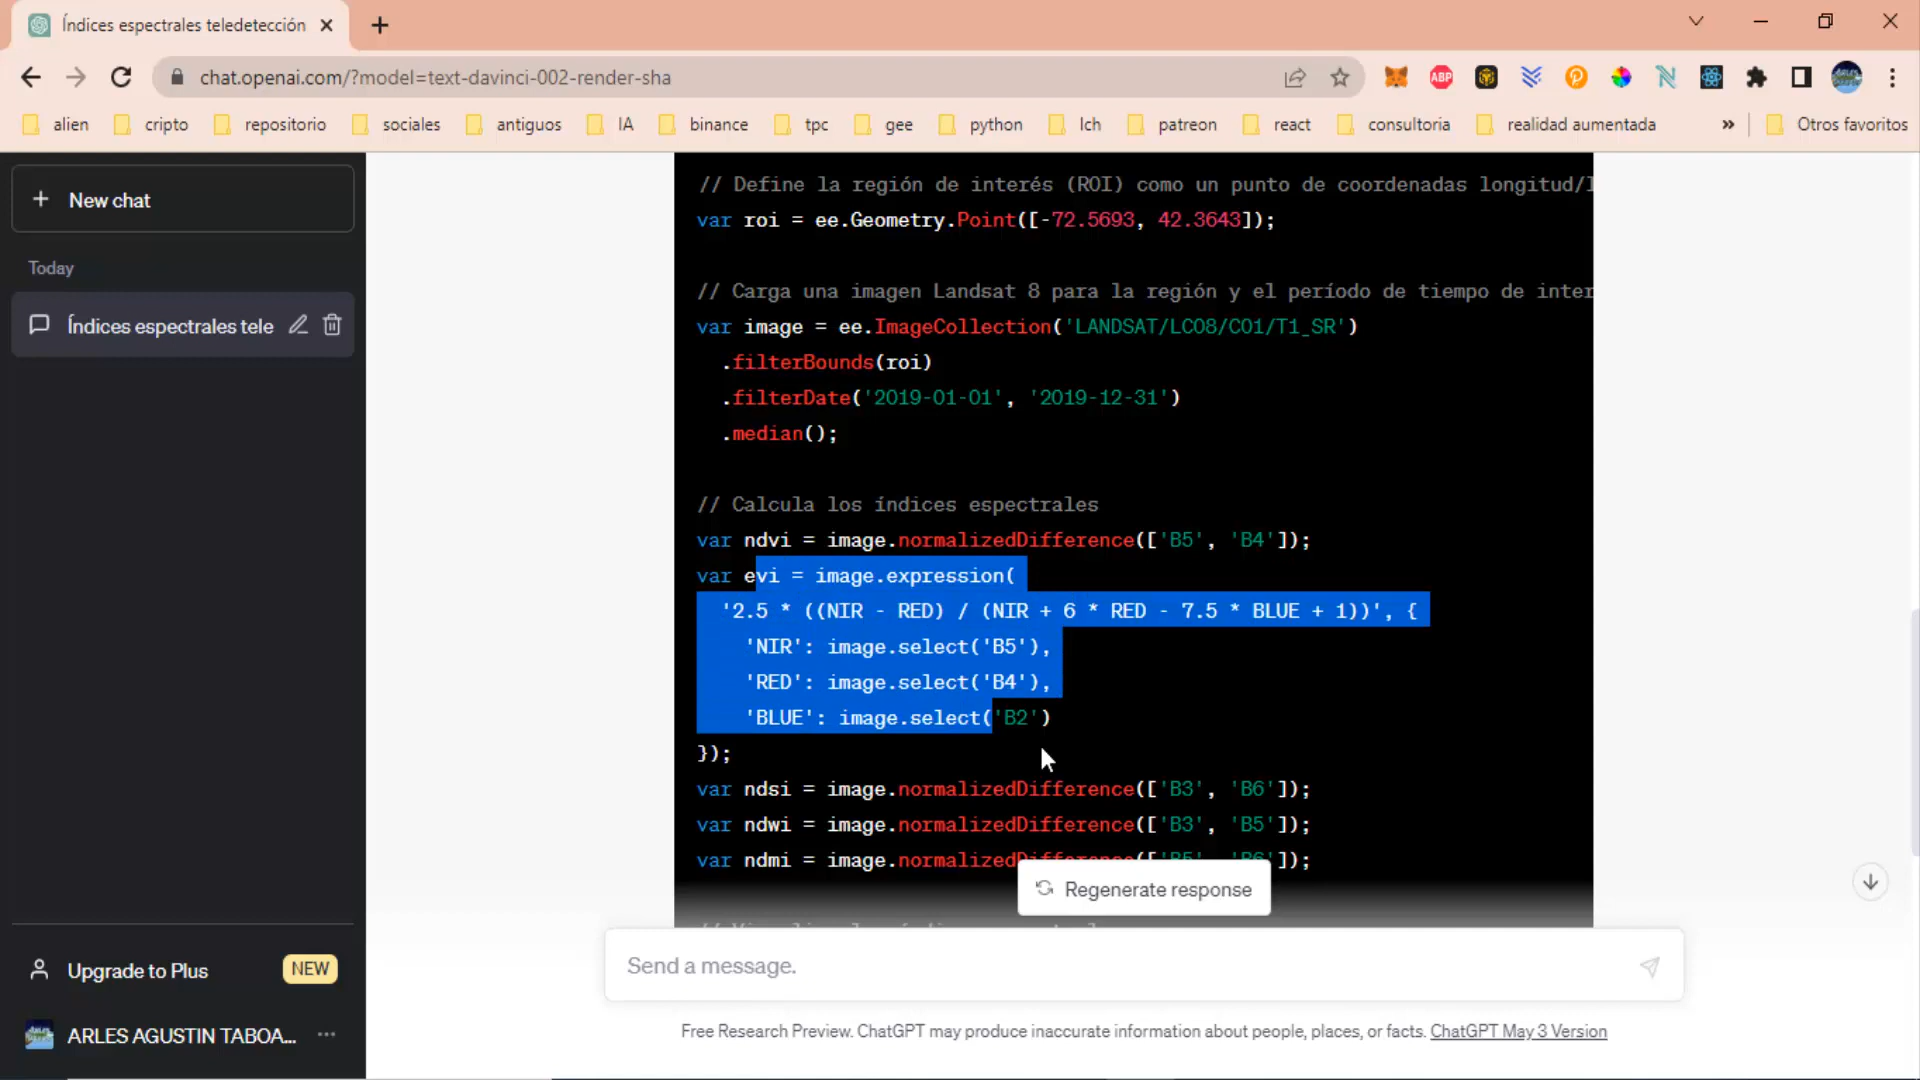 Índices espectrales teledetección
chat.openai.com/?model=text-davinci-002-render-sha
ABP
alien cripto repositorio sociales antiguos IA binance tpc gee python lch patreon react consultoria realidad aumentada » Otros favoritos
+ New chat
Today
Índices espectrales tele
// Define la región de interés (ROI) como un punto de coordenadas longitud/
var roi = ee.Geometry.Point([-72.5693, 42.3643]);
// Carga una imagen Landsat 8 para la región y el período de tiempo de inter
var image = ee.ImageCollection('LANDSAT/LC08/C01/T1_SR')
.filterBounds(roi)
.filterDate('2019-01-01', '2019-12-31')
.median();
// Calcula los índices espectrales
var ndvi = image.normalizedDifference(['B5', 'B4']);
var evi = image.expression(
'2.5 * ((NIR - RED) / (NIR + 6 * RED - 7.5 * BLUE + 1))', {
'NIR': image.select('B5'),
'RED': image.select('B4'),
'BLUE': image.select('B2')
});
var ndsi = image.normalizedDifference(['B3', 'B6']);
var ndwi = image.normalizedDifference(['B3', 'B5']);
var ndmi = image.normalizedDifference(['B5', 'B6']);
Regenerate response
Send a message.
Upgrade to Plus NEW
ARLES AGUSTIN TABOA... ...
Free Research Preview. ChatGPT may produce inaccurate information about people, places, or facts. ChatGPT May 3 Version